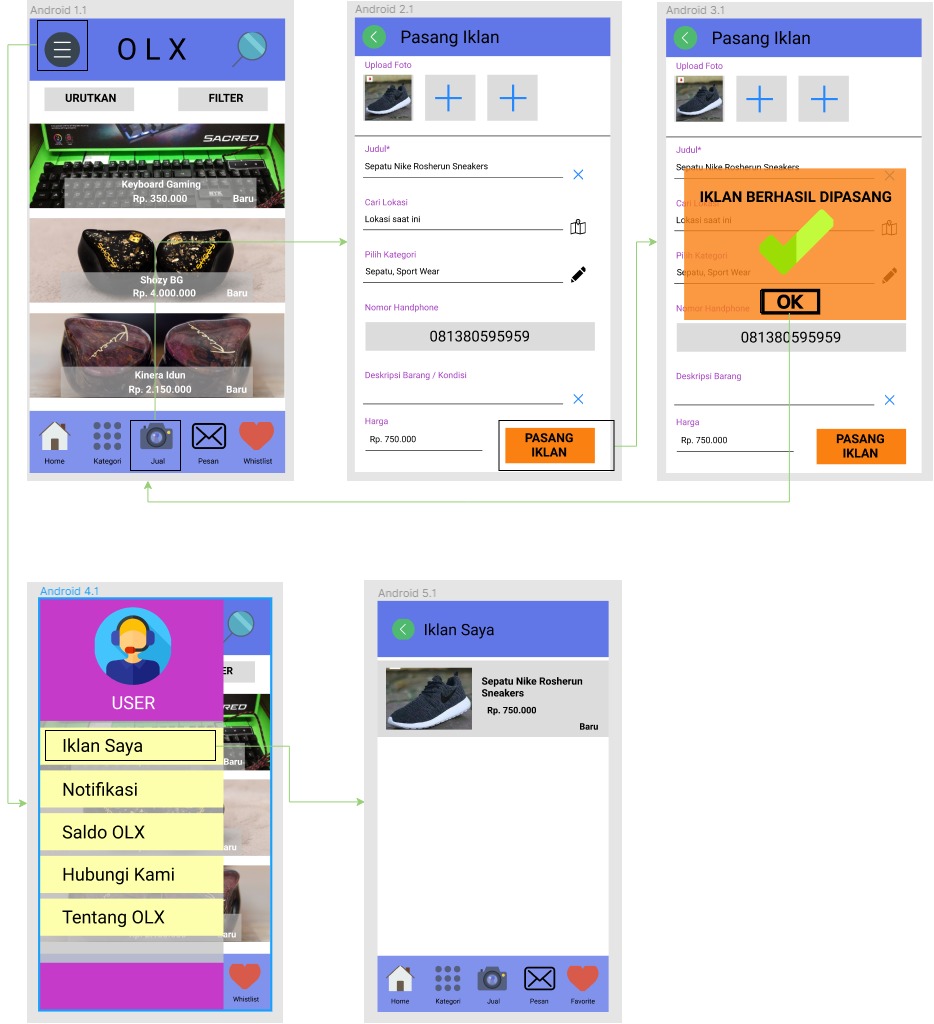 Android 1.1
OLX
URUTKAN
FILTER
SACRED
Keyboard Gaming
Rp. 350.000
Baru
Shozy BG
Rp. 4.000.000
Baru
Kinera Idun
Rp. 2.150.000
Baru
Home
Kategori
Jual
Pesan
Whistlist
Android 2.1
Pasang Iklan
Upload Foto
Judul*
Sepatu Nike Rosherun Sneakers
Cari Lokasi
Lokasi saat ini
Pilih Kategori
Sepatu, Sport Wear
Nomor Handphone
081380595959
Deskripsi Barang / Kondisi
Harga
Rp. 750.000
PASANG
IKLAN
Android 3.1
Pasang Iklan
Upload Foto
Judul*
Sepatu Nike Rosherun Sneakers
IKLAN BERHASIL DIPASANG
Cari Lokasi
Lokasi saat ini
Pilih Kategori
Sepatu, Sport Wear
OK
Nomor Handphone
081380595959
Deskripsi Barang
Harga
Rp. 750.000
PASANG
IKLAN
Android 4.1
USER
ER
RED
Iklan Saya
Baru
Notifikasi
Saldo OLX
aru
Hubungi Kami
Tentang OLX
aru
Whistlist
Android 5.1
Iklan Saya
Sepatu Nike Rosherun
Sneakers
Rp. 750.000
Baru
Home
Kategori
Jual
Pesan
Favorite